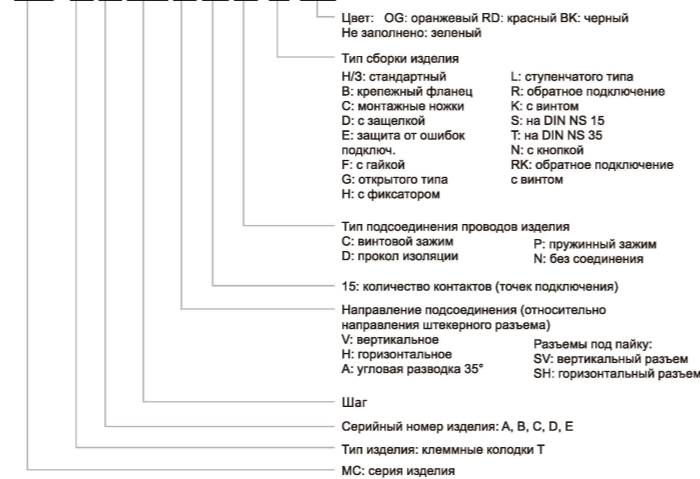 Цвет: OG: оранжевый RD: красный BK: черный
Не заполнено: зеленый
Тип сборки изделия
Н/З: стандартный
B: крепежный фланец
C: монтажные ножки
D: с защелкой
E: защита от ошибок
подключ.
F: с гайкой
G: открытого типа
H: с фиксатором
L: ступенчатого типа
R: обратное подключение
K: с винтом
S: на DIN NS 15
T: на DIN NS 35
N: с кнопкой
RK: обратное подключение
с винтом
Тип подсоединения проводов изделия
C: винтовой зажим
D: прокол изоляции
P: пружинный зажим
N: без соединения
15: количество контактов (точек подключения)
Направление подсоединения (относительно
направления штекерного разъема)
V: вертикальное
H: горизонтальное
A: угловая разводка 35°
Разъемы под пайку:
SV: вертикальный разъем
SH: горизонтальный разъем
Шаг
Серийный номер изделия: A, B, C, D, E
Тип изделия: клеммные колодки T
MC: серия изделия